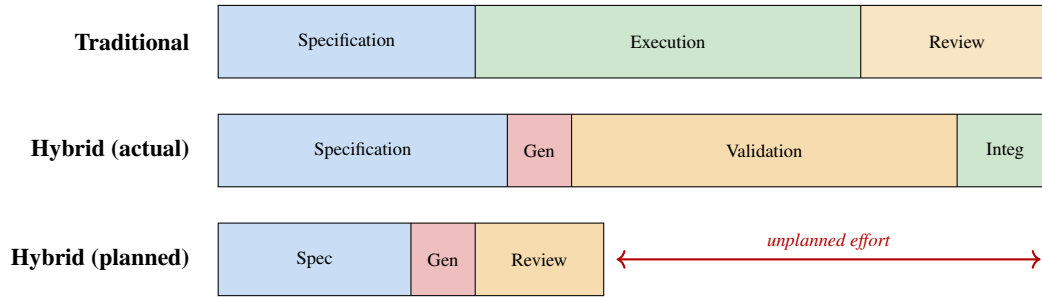 Traditional
Specification
Execution
Review
Hybrid (actual)
Specification
Gen
Validation
Integ
Hybrid (planned)
Spec
Gen
Review
unplanned effort